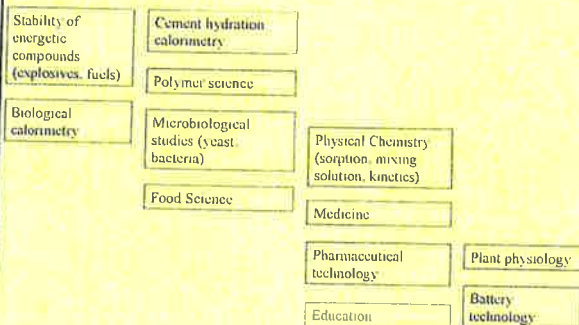 Stability of
energetic
compounds
(explosives, fuels)
Biological
calorimetry
Cement hydration
calorimetry
Polymer science
Microbiological
studies (yeast,
bacteria)
Food Science
Physical Chemistry
(sorption, mixing
solution, kinetics)
Medicine
Pharmaceutical
technology
Education
Plant physiology
Battery
technology